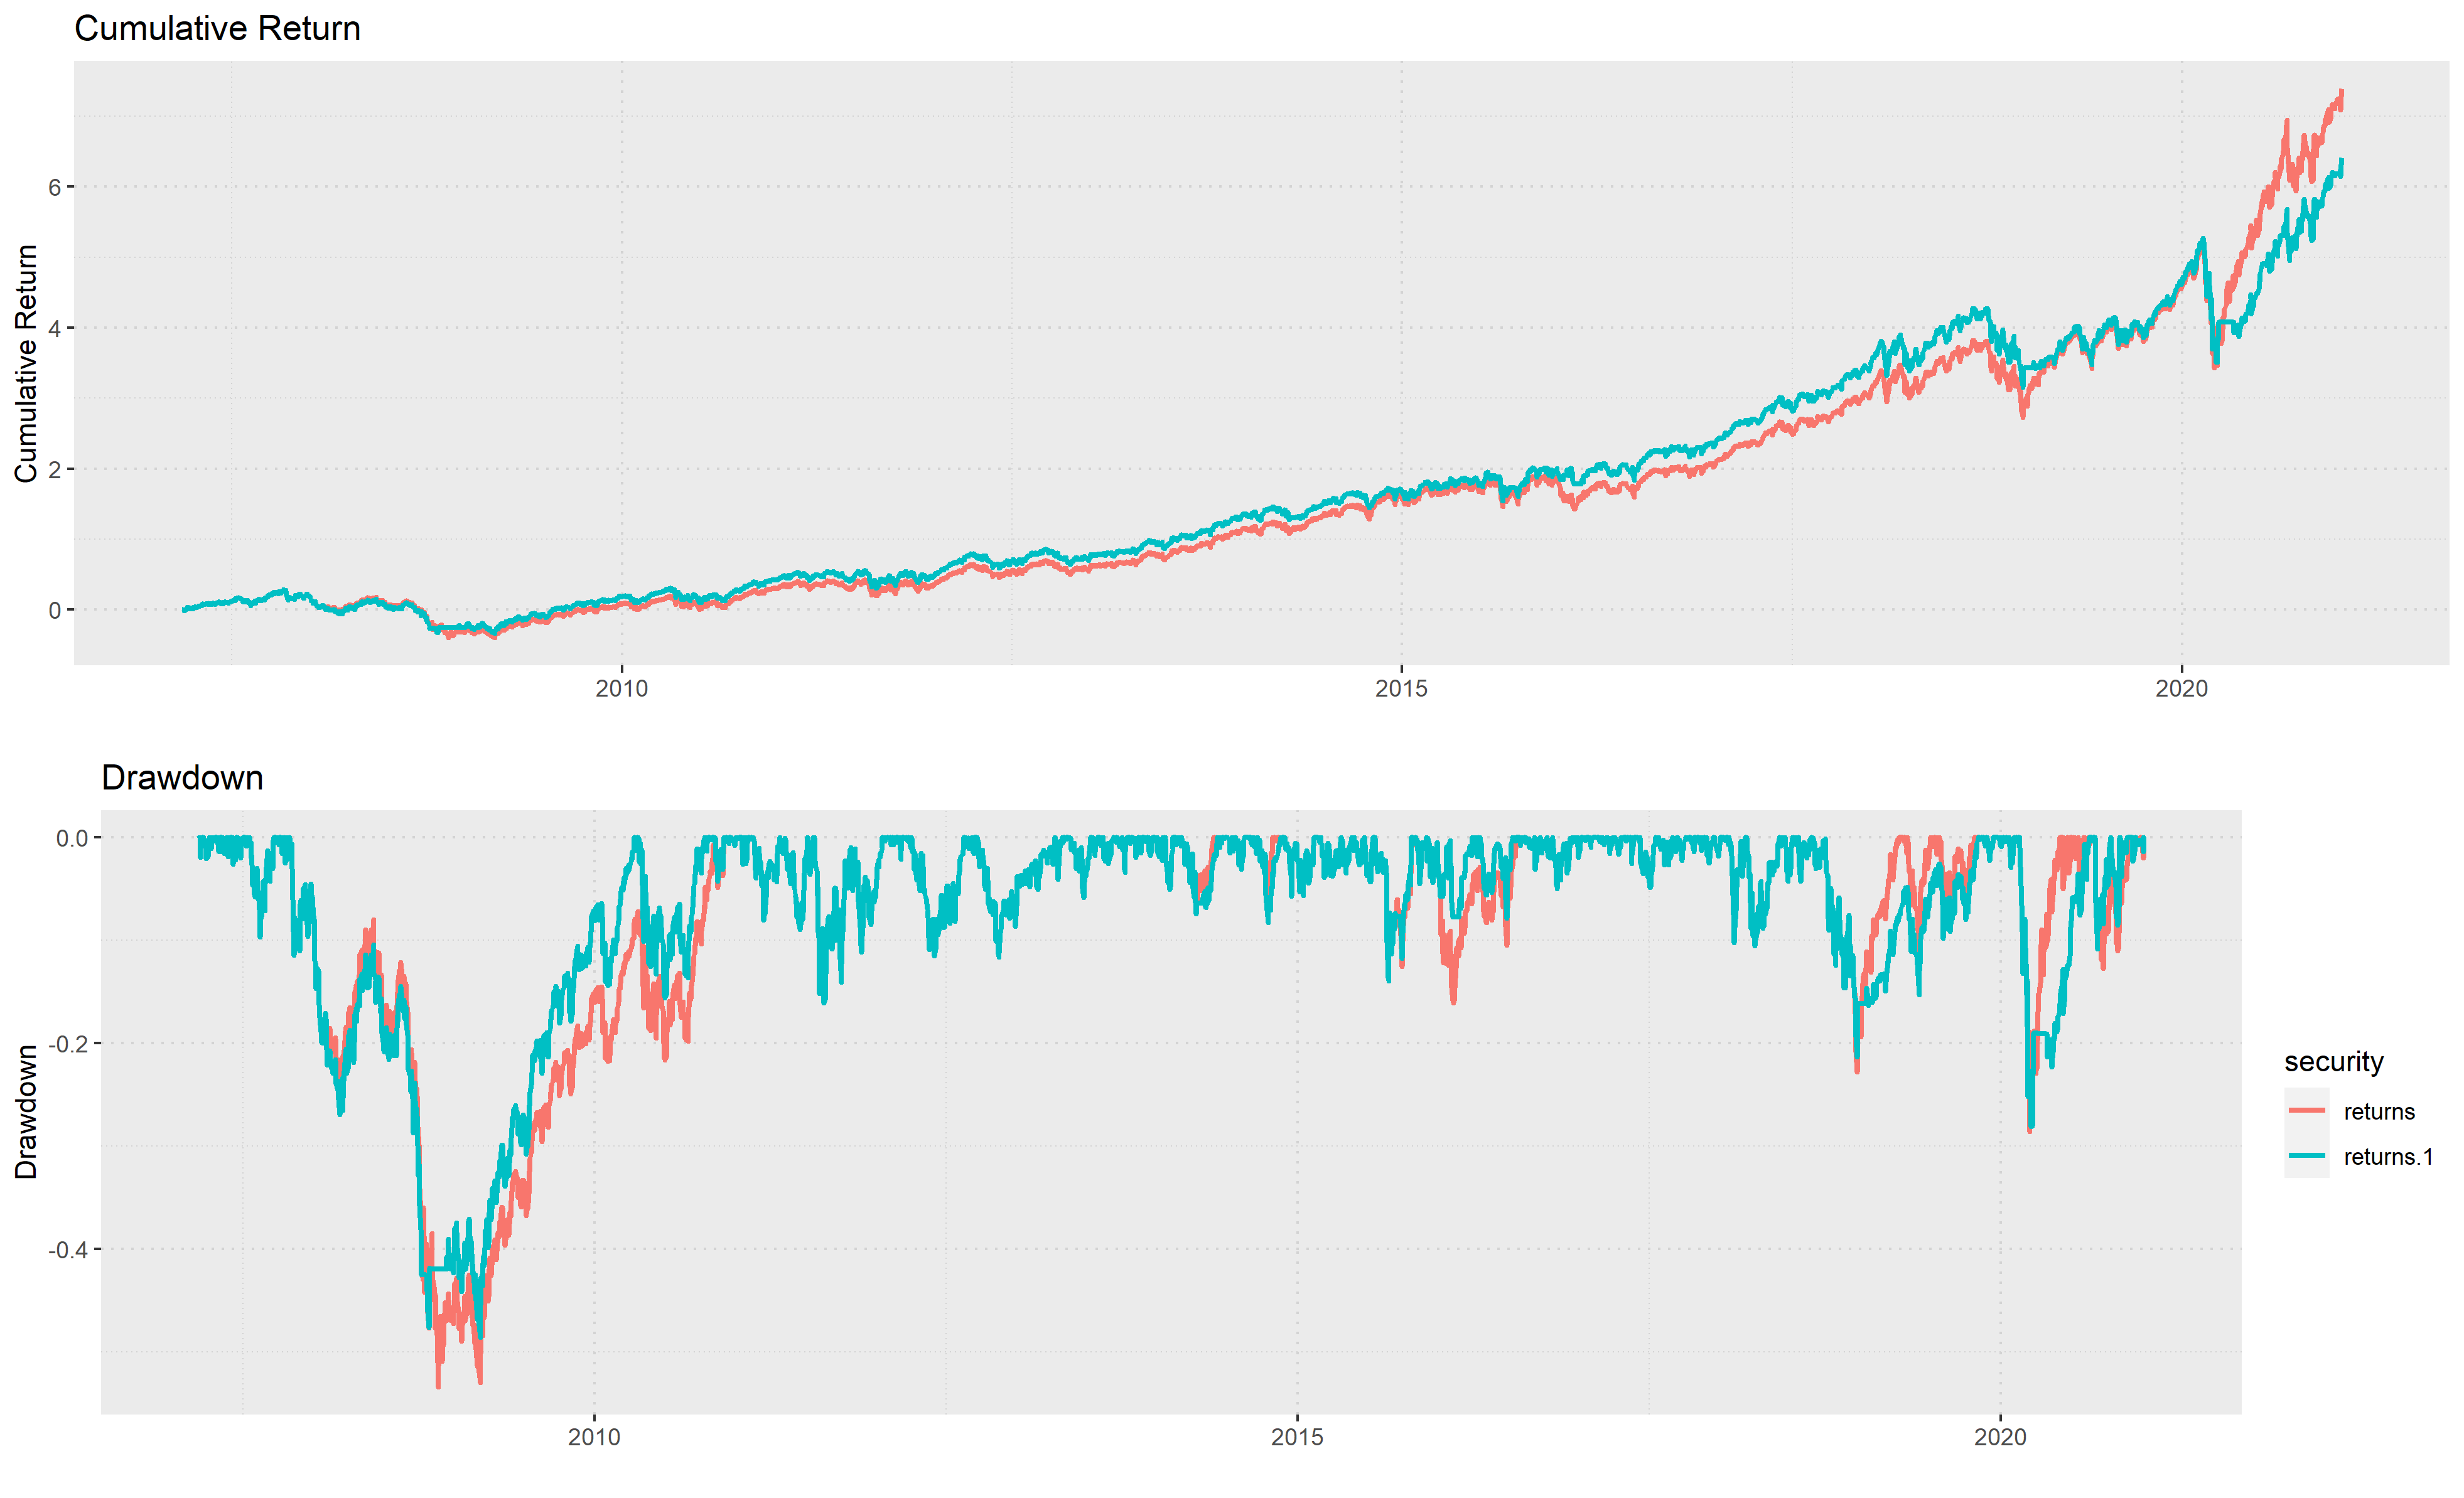 Cumulative Return
Cumulative Return
6
4
2
0
2010
2015
2020
Drawdown
Drawdown
0.0
-0.2
-0.4
2010
2015
2020
security
returns
returns.1